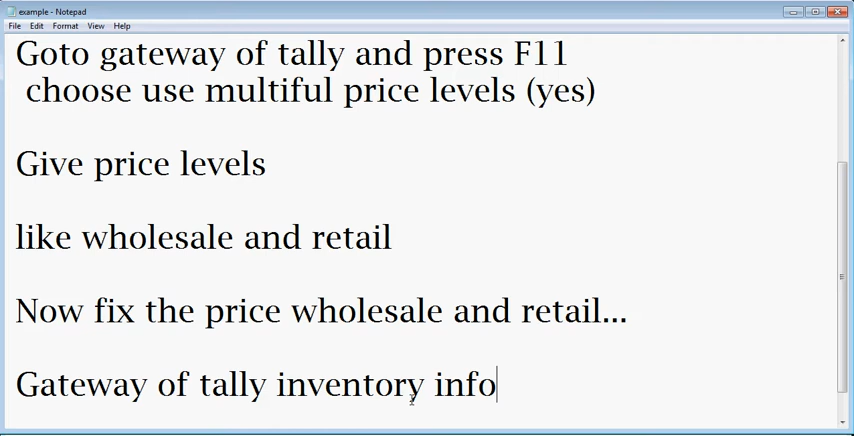 example - Notepad
File Edit Format View Help
Goto gateway of tally and press F11
choose use multiful price levels (yes)
Give price levels
like wholesale and retail
Now fix the price wholesale and retail...
Gateway of tally inventory info